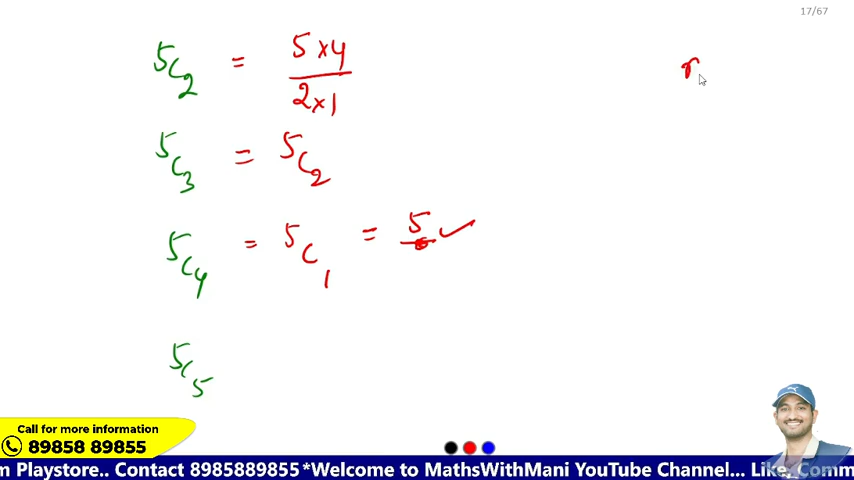 17/67
5C2 = 5×4/2×1
r
5C3 = 5C2
5C4 = 5C1 = 5 ✓
5C5
Call for more information
89858 89855
m Playstore.. Contact 8985889855*Welcome to MathsWithMani YouTube Channel... Like, Comm